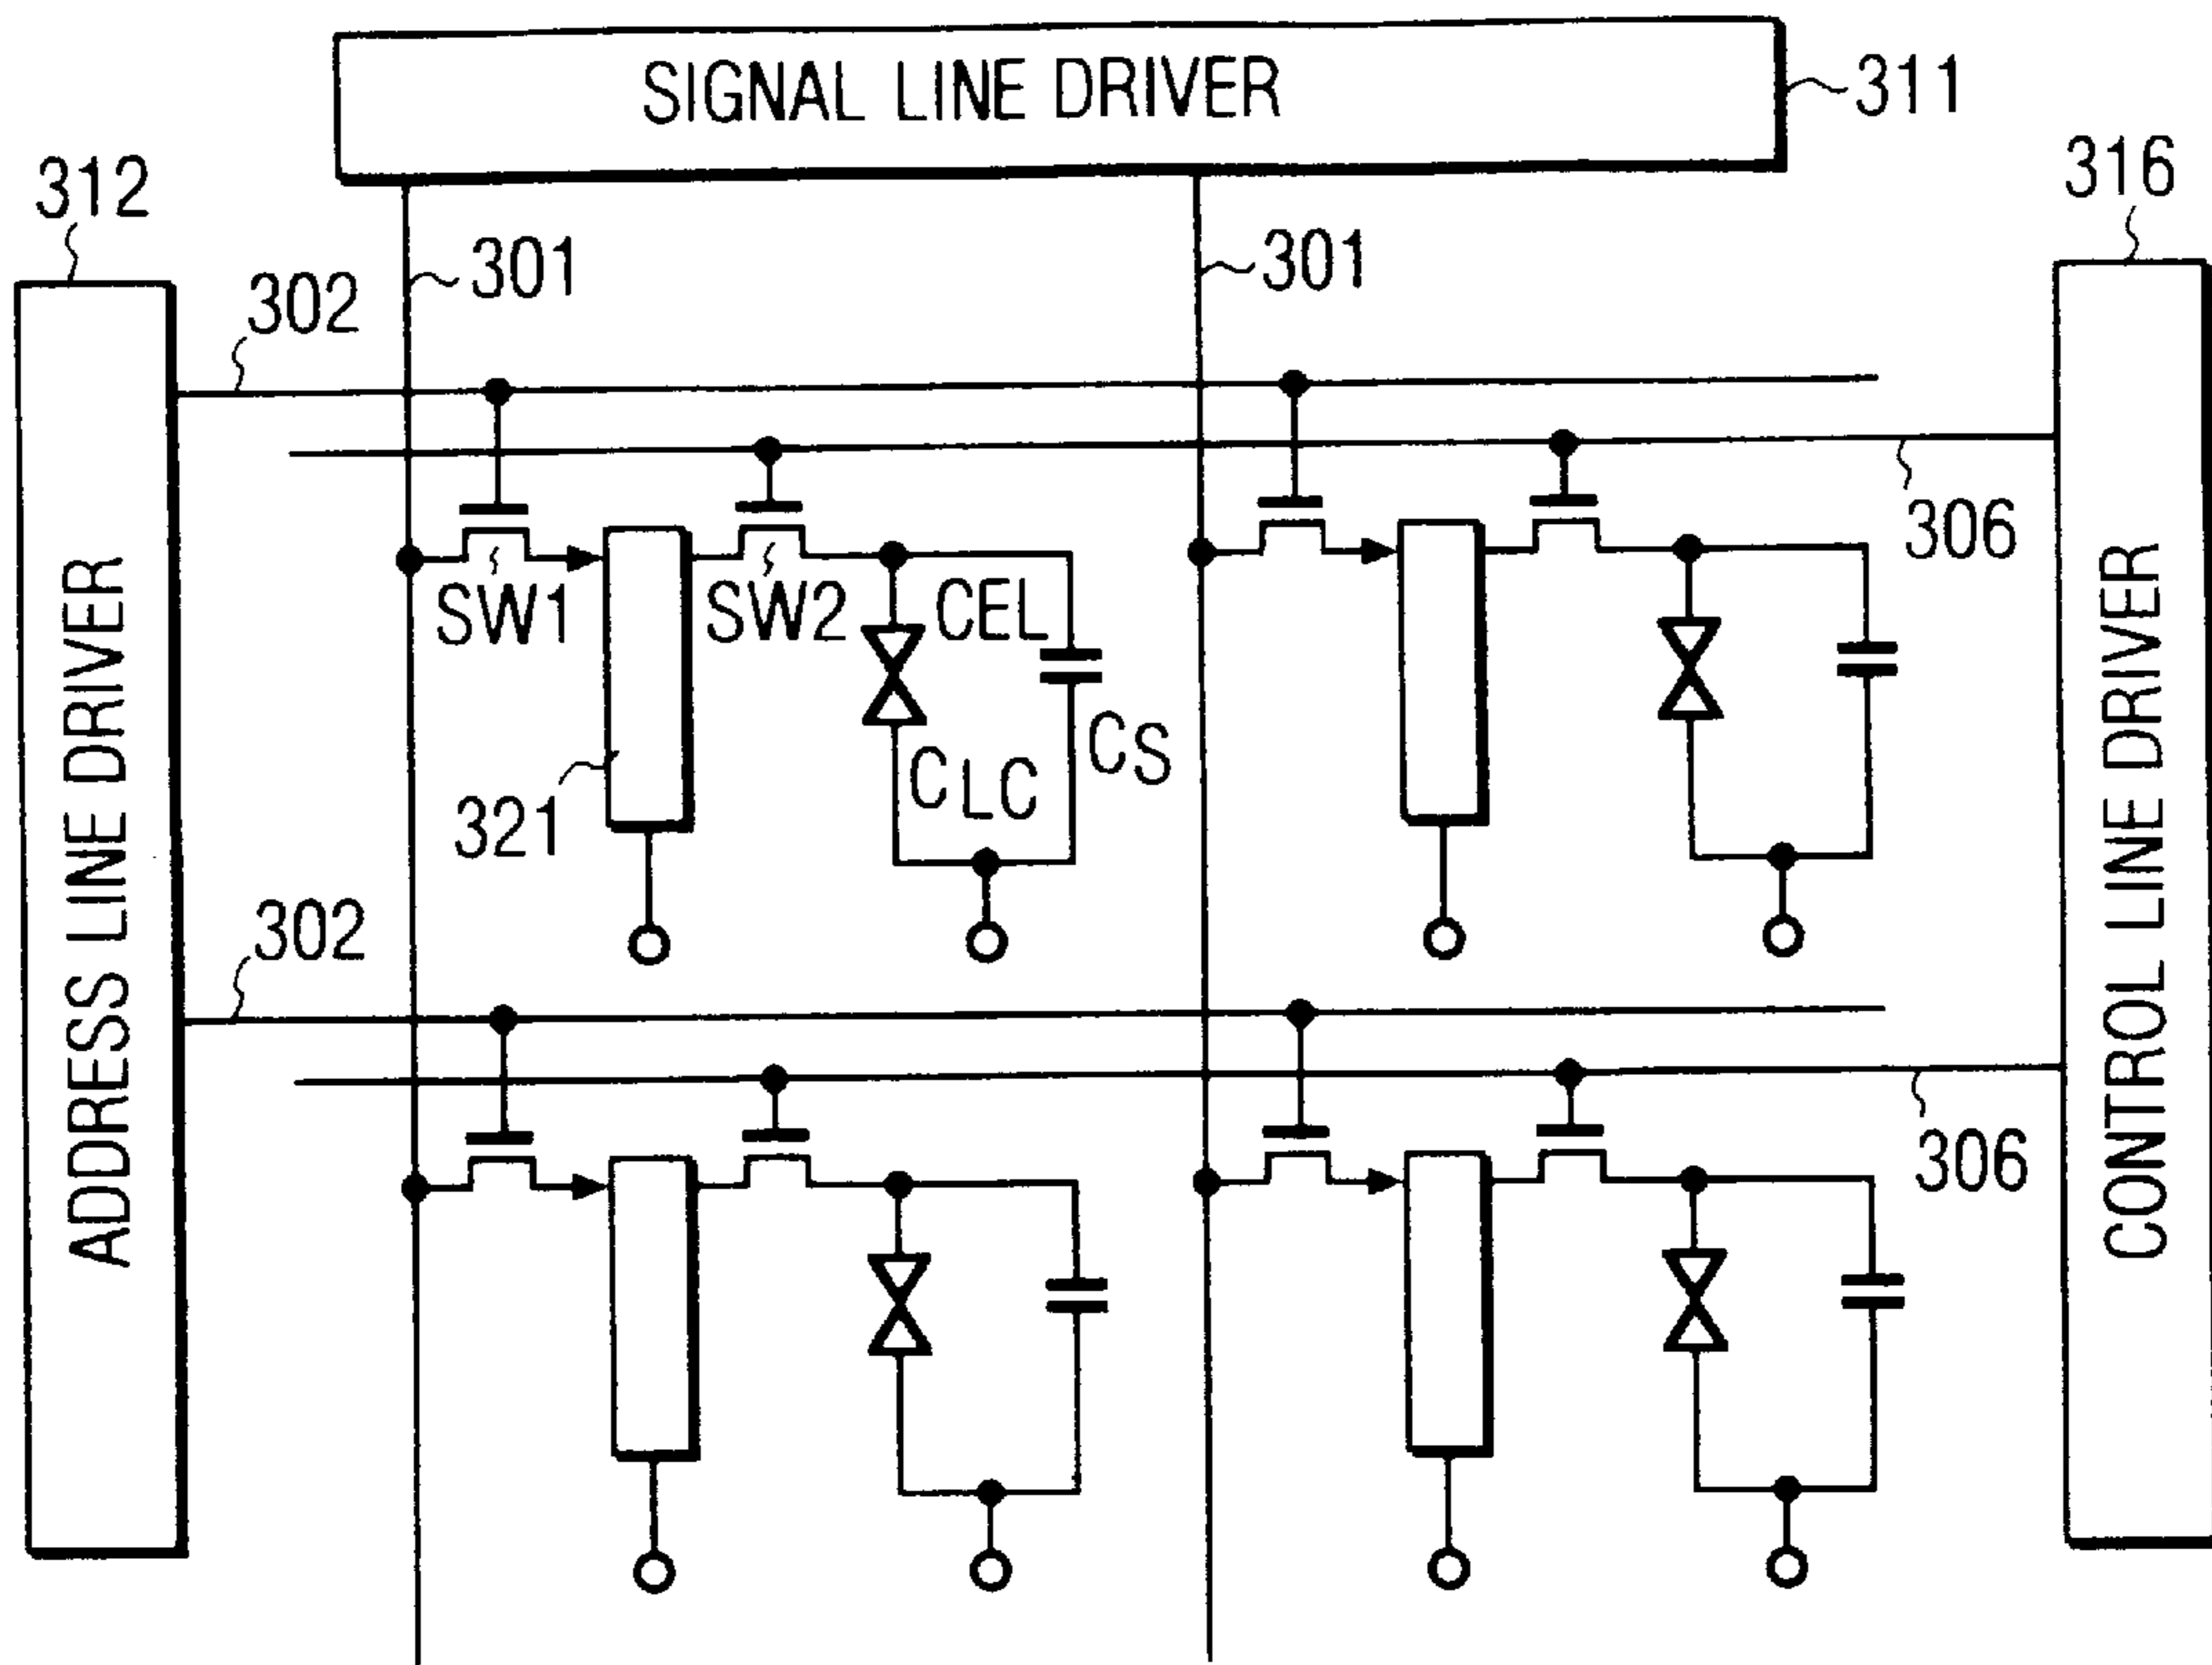 SIGNAL LINE DRIVER
311
312
316
301
301
302
306
SW1
SW2
CEL
CLC
CS
321
ADDRESS LINE DRIVER
CONTROL LINE DRIVER
302
306